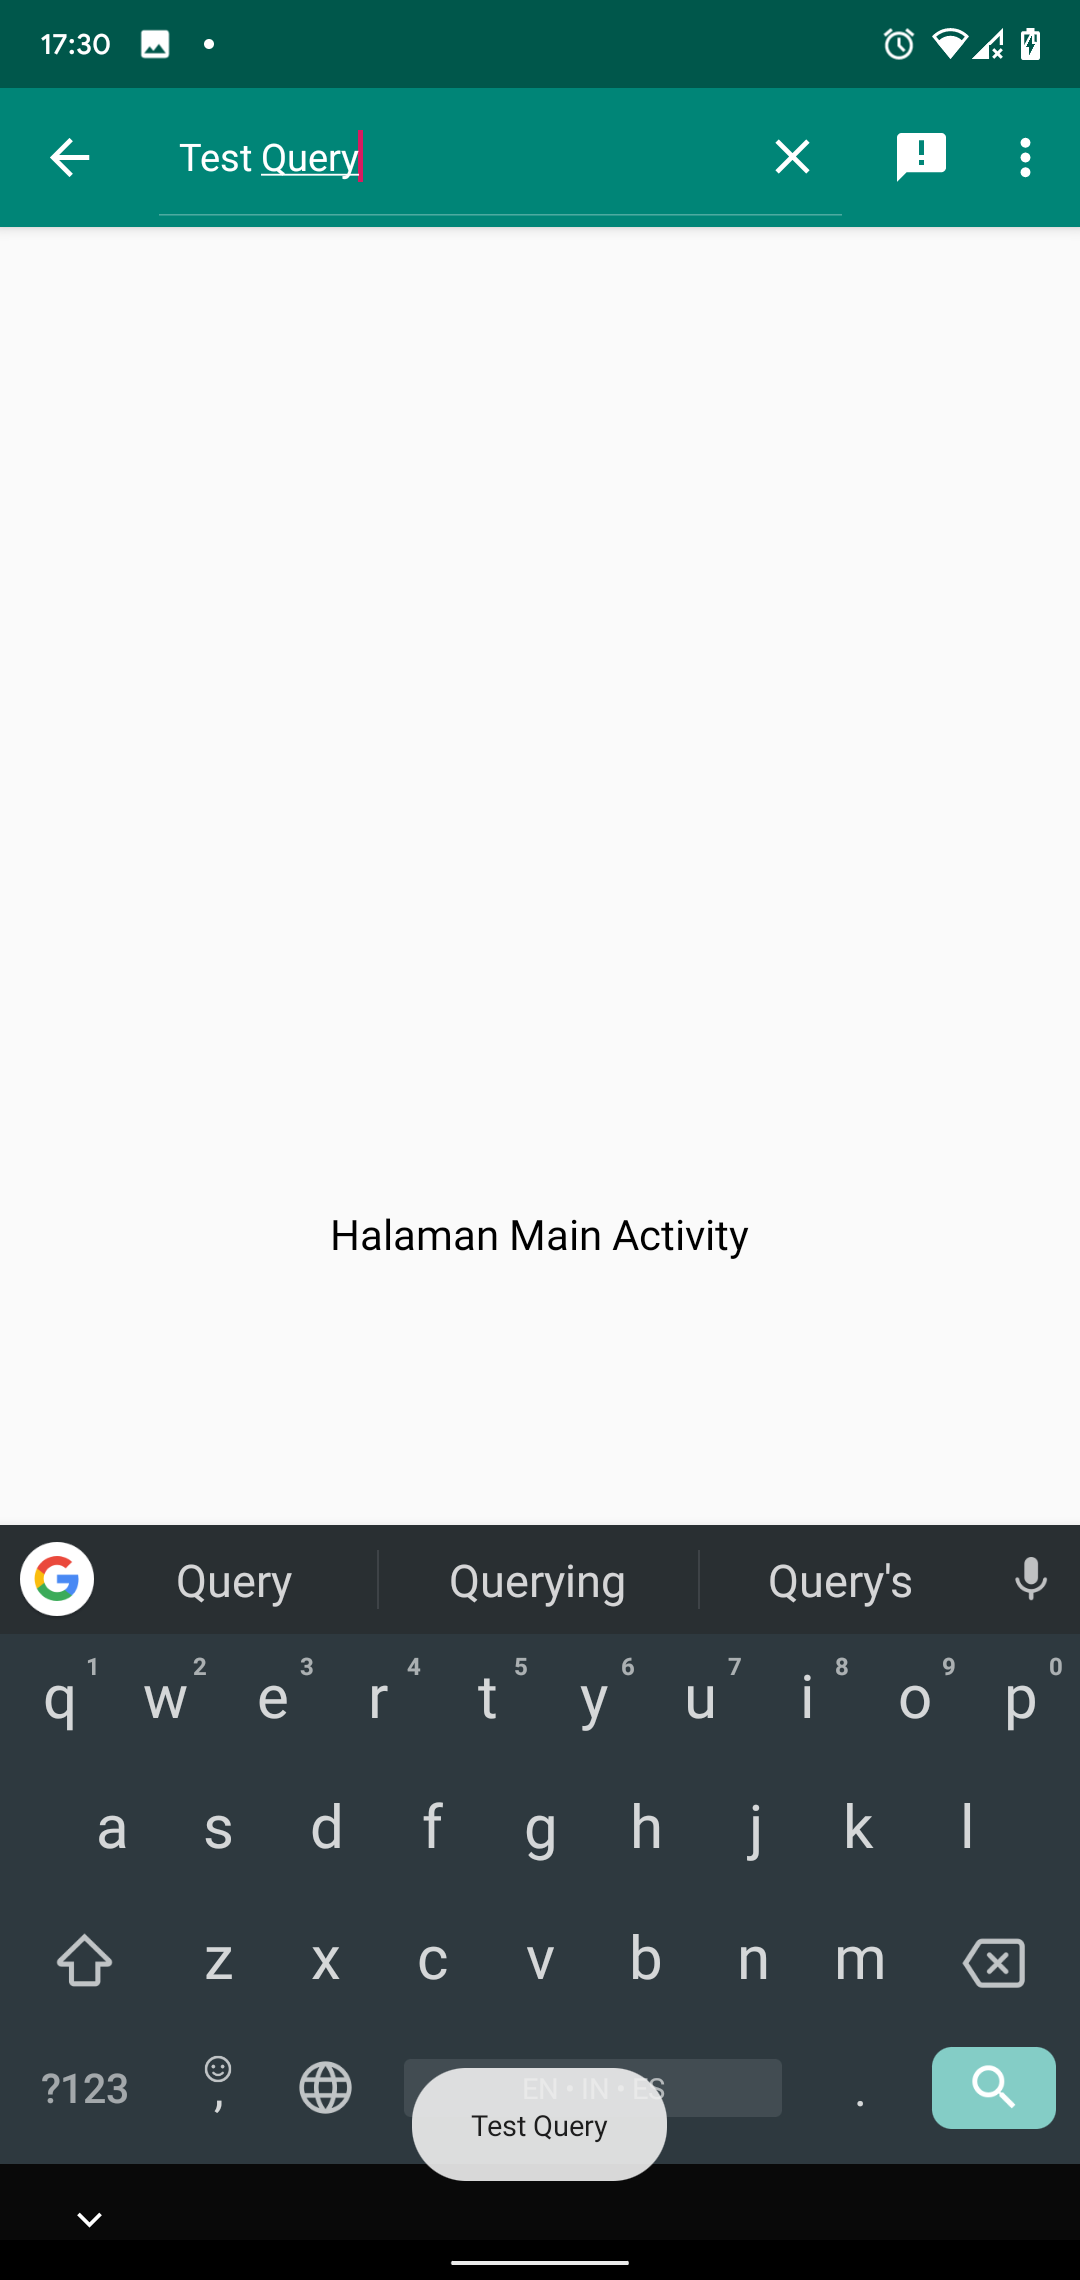 17:30
Test Query
Halaman Main Activity
Query Querying Query's
1 2 3 4 5 6 7 8 9 0
q w e r t y u i o p
a s d f g h j k l
z x c v b n m
?123 , EN • IN • ES .
Test Query